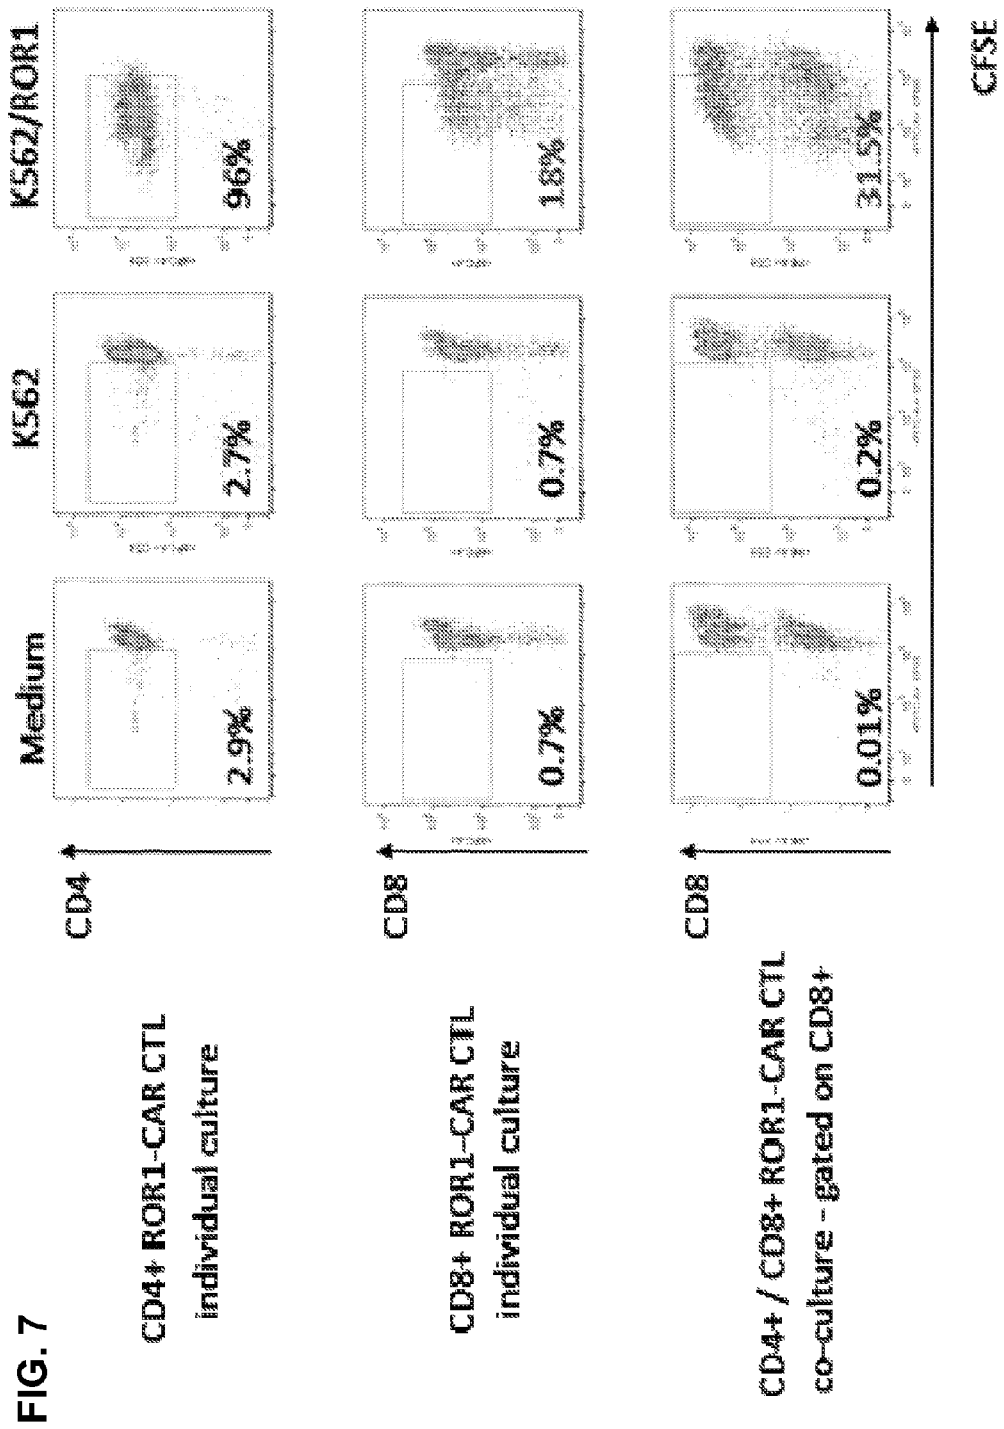 FIG. 7
Medium
K562
K562/ROR1
CD4+ ROR1-CAR CTL
individual culture
CD4
2.9%
2.7%
96%
CD8+ ROR1-CAR CTL
individual culture
CD8
0.7%
0.7%
18%
CD4+ / CD8+ ROR1-CAR CTL
co-culture - gated on CD8+
CD8
0.01%
0.2%
31.5%
CFSE